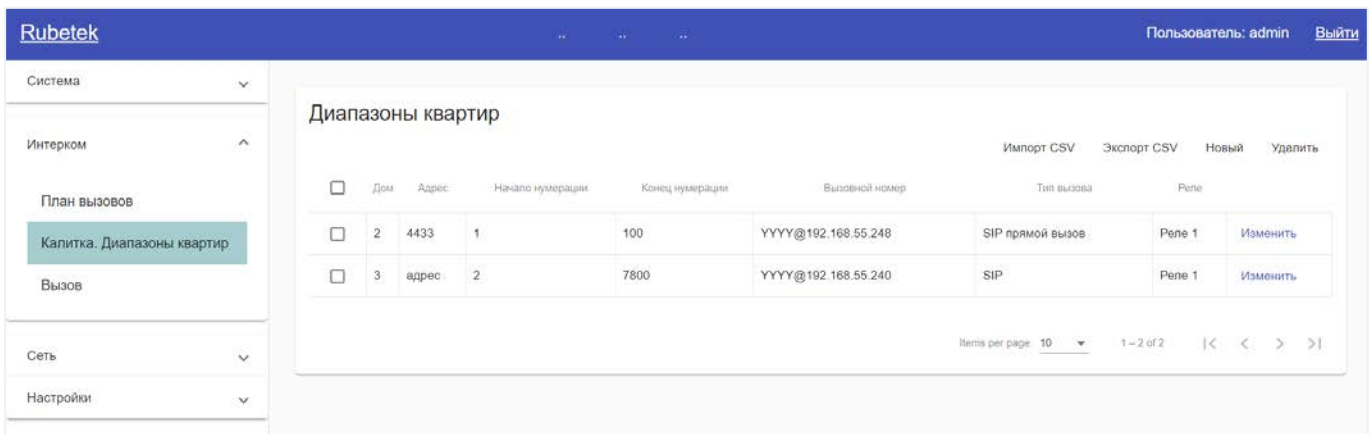 Rubetek .. .. .. Пользователь: admin Выйти
Система
Интерком
План вызовов
Калитка. Диапазоны квартир
Вызов
Сеть
Настройки
Диапазоны квартир
Импорт CSV Экспорт CSV Новый Удалить
Дом Адрес Начало нумерации Конец нумерации Вызовной номер Тип вызова Реле
2 4433 1 100 YYYY@192.168.55.248 SIP прямой вызов Реле 1 Изменить
3 адрес 2 7800 YYYY@192.168.55.240 SIP Реле 1 Изменить
Items per page: 10 1 – 2 of 2